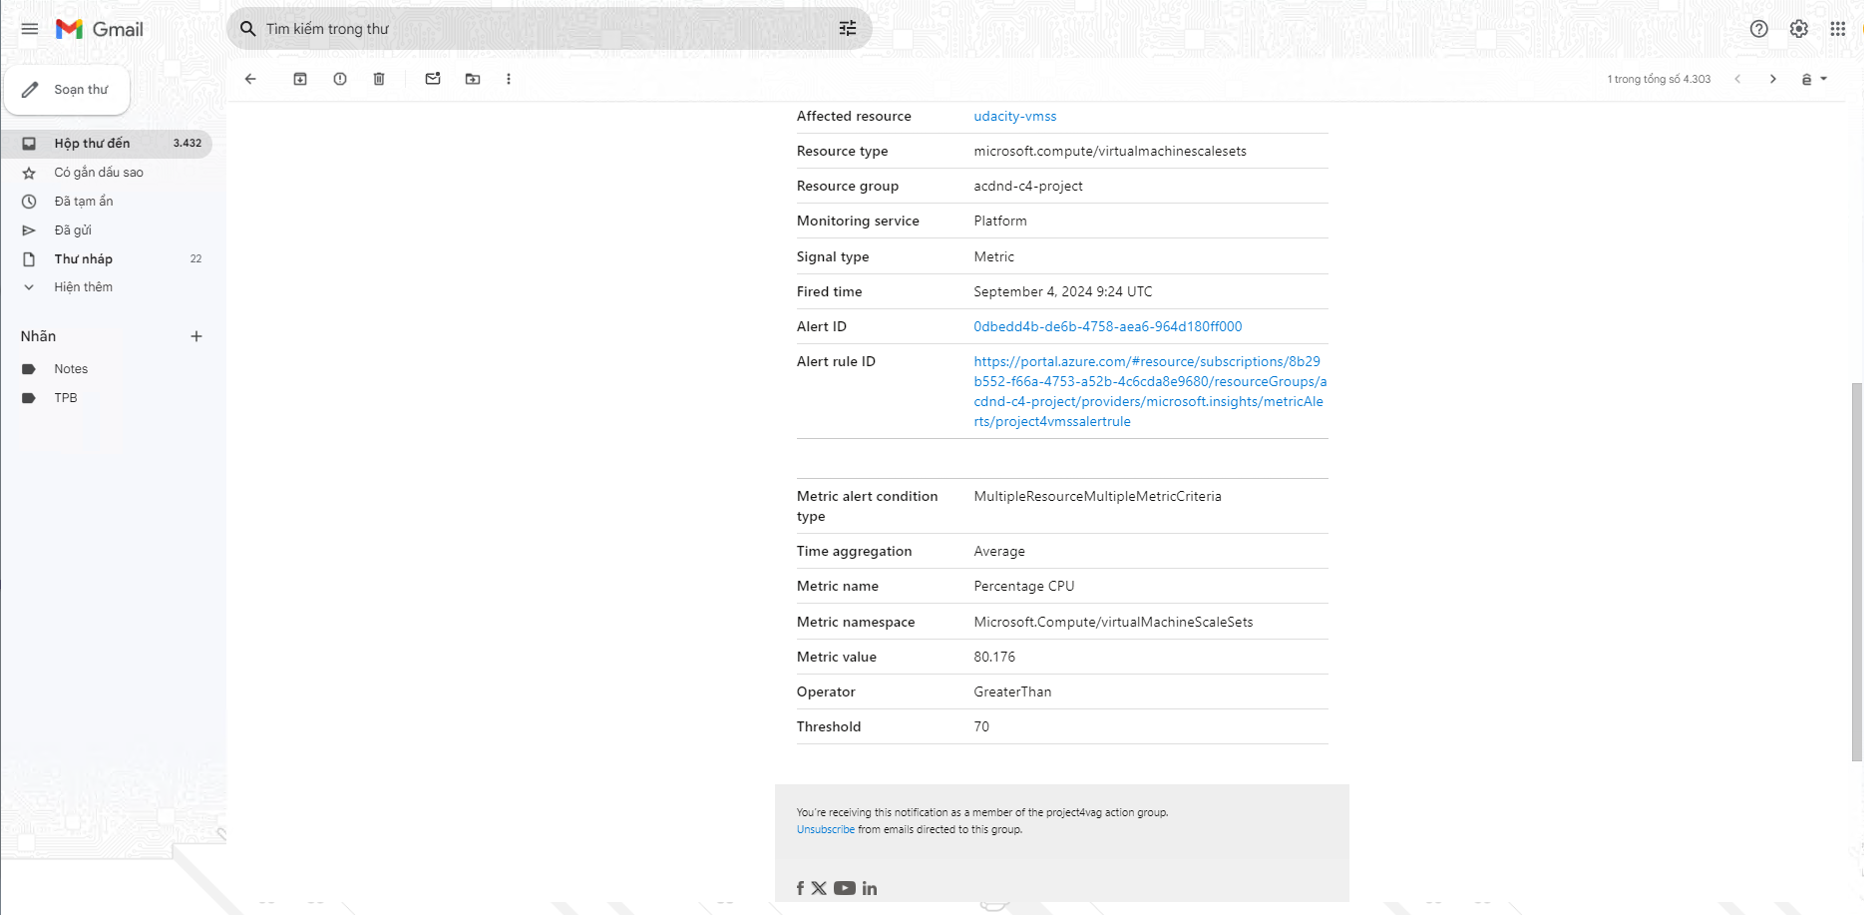 Gmail
Tìm kiếm trong thư
Soạn thư
1 trong tổng số 4.303
Hộp thư đến 3.432
Có gắn dấu sao
Đã tạm ẩn
Đã gửi
Thư nháp 22
Hiện thêm
Nhãn
Notes
TPB
Affected resource udacity-vmss
Resource type microsoft.compute/virtualmachinescalesets
Resource group acdnd-c4-project
Monitoring service Platform
Signal type Metric
Fired time September 4, 2024 9:24 UTC
Alert ID 0dbedd4b-de6b-4758-aea6-964d180ff000
Alert rule ID https://portal.azure.com/#resource/subscriptions/8b29
b552-f66a-4753-a52b-4c6cda8e9680/resourceGroups/a
cdnd-c4-project/providers/microsoft.insights/metricAle
rts/project4vmssalertrule
Metric alert condition MultipleResourceMultipleMetricCriteria
type
Time aggregation Average
Metric name Percentage CPU
Metric namespace Microsoft.Compute/virtualMachineScaleSets
Metric value 80.176
Operator GreaterThan
Threshold 70
You're receiving this notification as a member of the project4vag action group.
Unsubscribe from emails directed to this group.